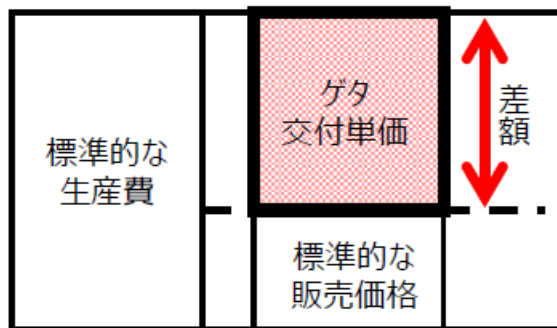 標準的な
生産費
ゲタ
交付単価
差額
標準的な
販売価格